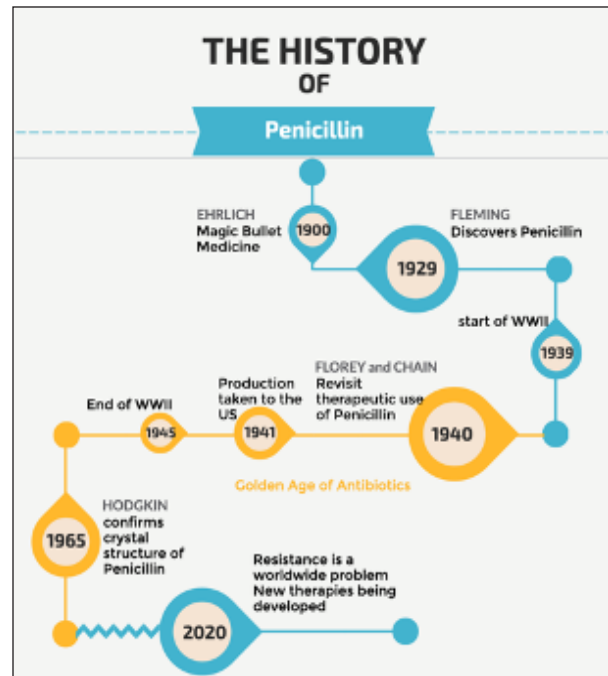 THE HISTORY
OF
Penicillin
EHRLICH
Magic Bullet
Medicine
1900
FLEMING
Discovers Penicillin
1929
start of WWII
1939
FLOREY and CHAIN
Revisit
therapeutic use
of Penicillin
1940
Production
taken to the
US
1941
End of WWII
1945
Golden Age of Antibiotics
HODGKIN
confirms
crystal
structure of
Penicillin
1965
Resistance is a
worldwide problem
New therapies being
developed
2020